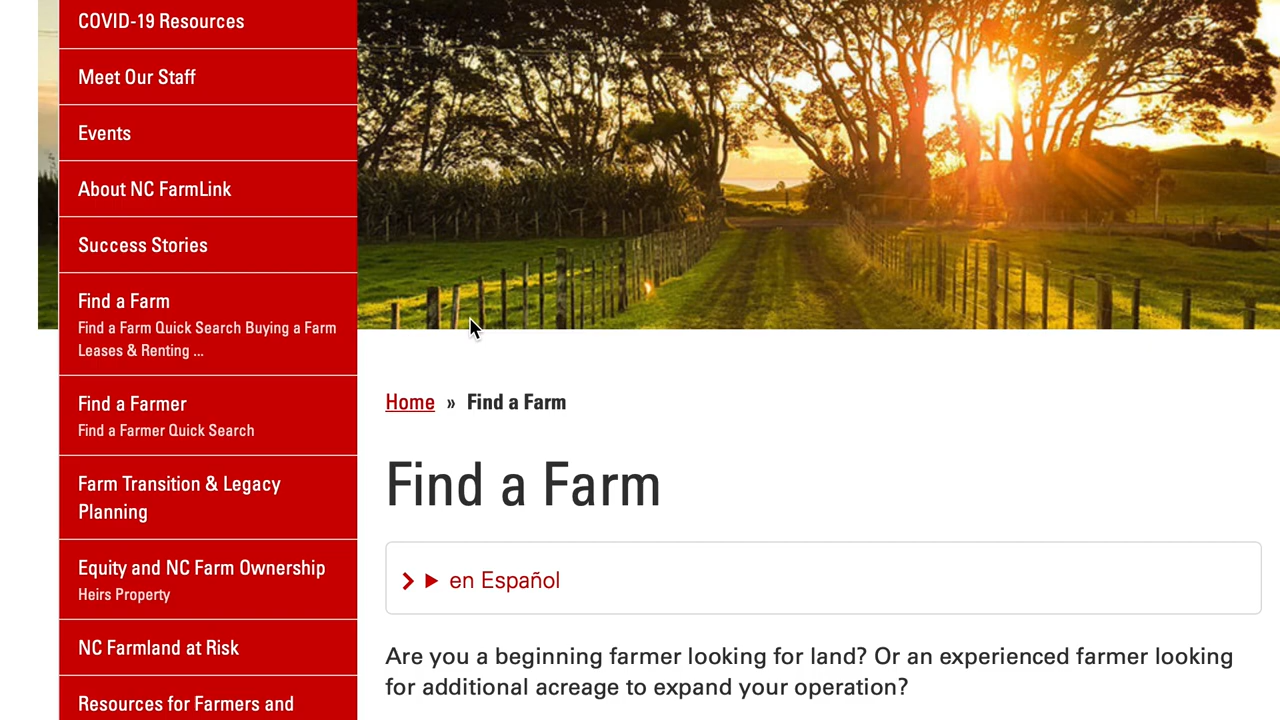 COVID-19 Resources
Meet Our Staff
Events
About NC FarmLink
Success Stories
Find a Farm
Find a Farm Quick Search Buying a Farm
Leases & Renting ...
Find a Farmer
Find a Farmer Quick Search
Farm Transition & Legacy
Planning
Equity and NC Farm Ownership
Heirs Property
NC Farmland at Risk
Resources for Farmers and
Home » Find a Farm
Find a Farm
en Español
Are you a beginning farmer looking for land? Or an experienced farmer looking
for additional acreage to expand your operation?